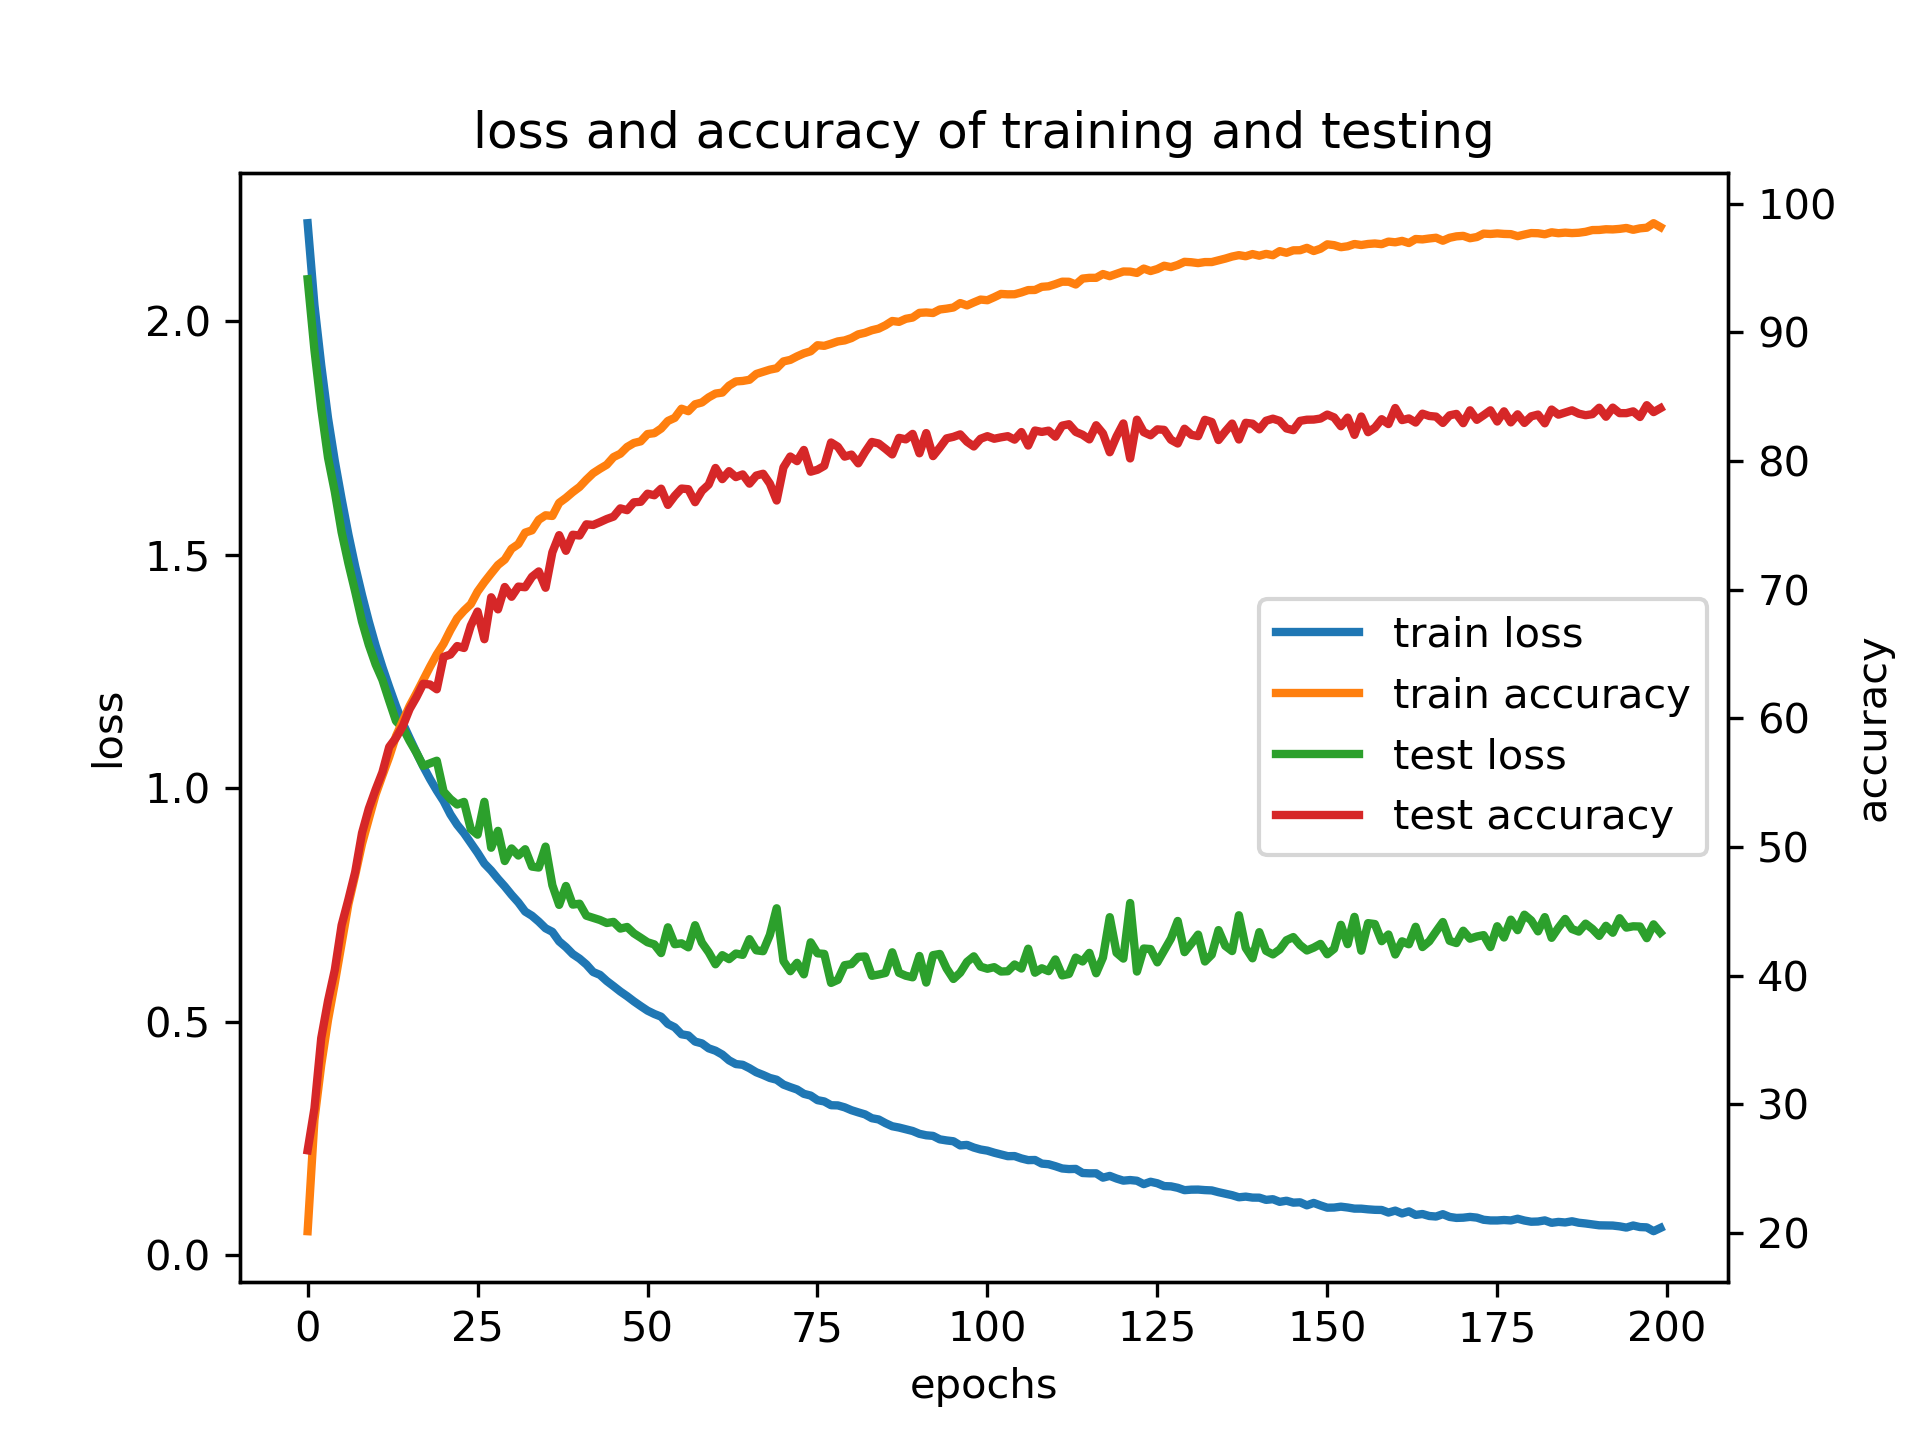 loss and accuracy of training and testing
2.0
1.5
1.0
0.5
0.0
loss
100
90
80
70
60
50
40
30
20
accuracy
train loss
train accuracy
test loss
test accuracy
0 25 50 75 100 125 150 175 200
epochs